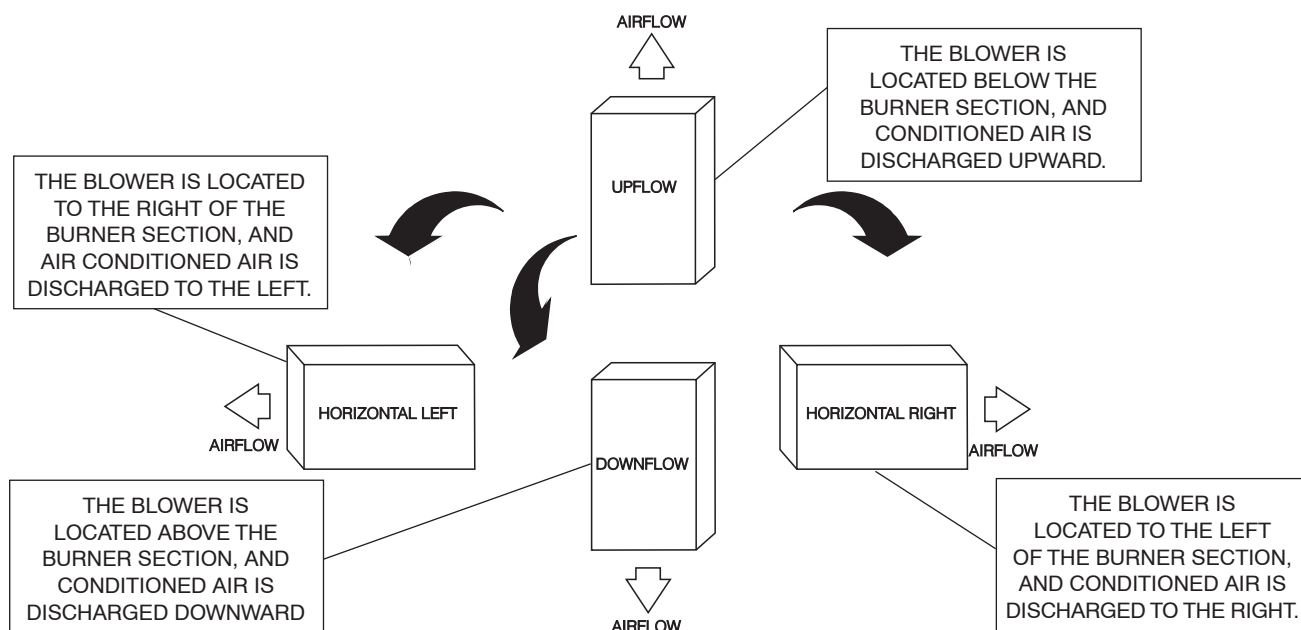 AIRFLOW
THE BLOWER IS
LOCATED BELOW THE
BURNER SECTION, AND
CONDITIONED AIR IS
DISCHARGED UPWARD.
UPFLOW
THE BLOWER IS LOCATED
TO THE RIGHT OF THE
BURNER SECTION, AND
AIR CONDITIONED AIR IS
DISCHARGED TO THE LEFT.
HORIZONTAL LEFT
AIRFLOW
HORIZONTAL RIGHT
AIRFLOW
DOWNFLOW
THE BLOWER IS
LOCATED ABOVE THE
BURNER SECTION, AND
CONDITIONED AIR IS
DISCHARGED DOWNWARD
THE BLOWER IS
LOCATED TO THE LEFT
OF THE BURNER SECTION,
AND CONDITIONED AIR IS
DISCHARGED TO THE RIGHT.
AIRFLOW